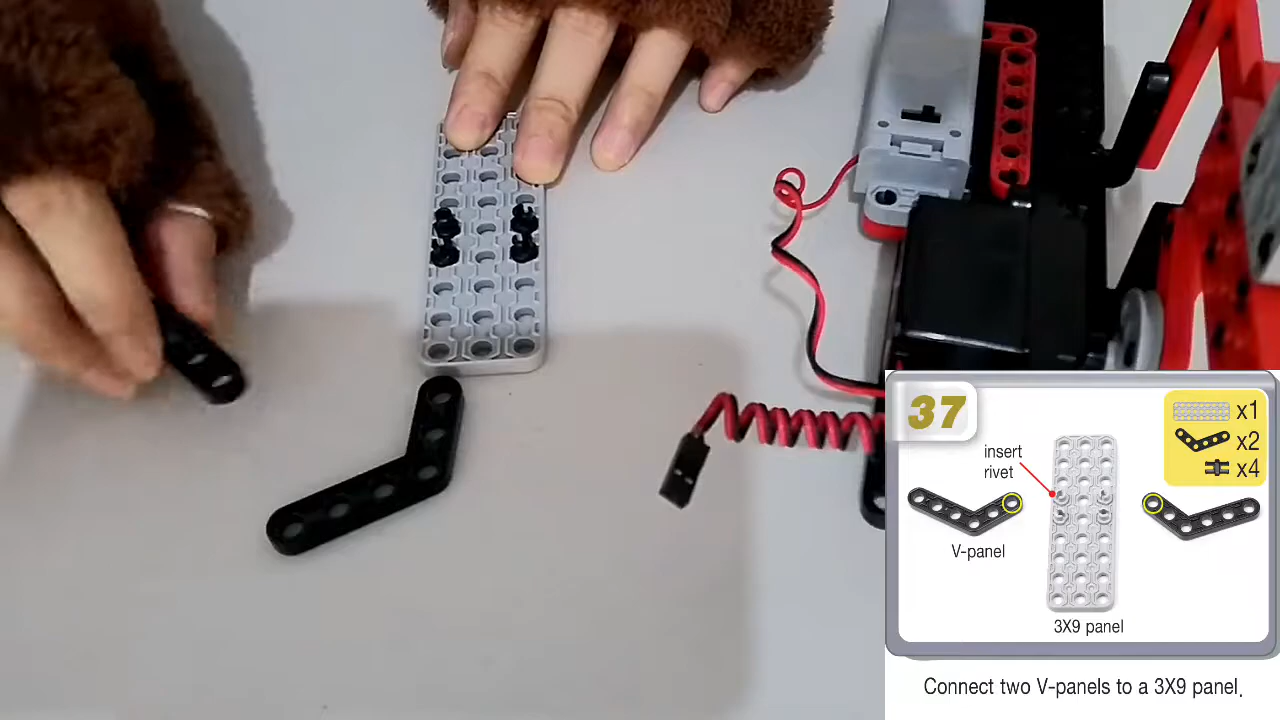 37
x1
x2
x4
insert
rivet
V-panel
3X9 panel
Connect two V-panels to a 3X9 panel.